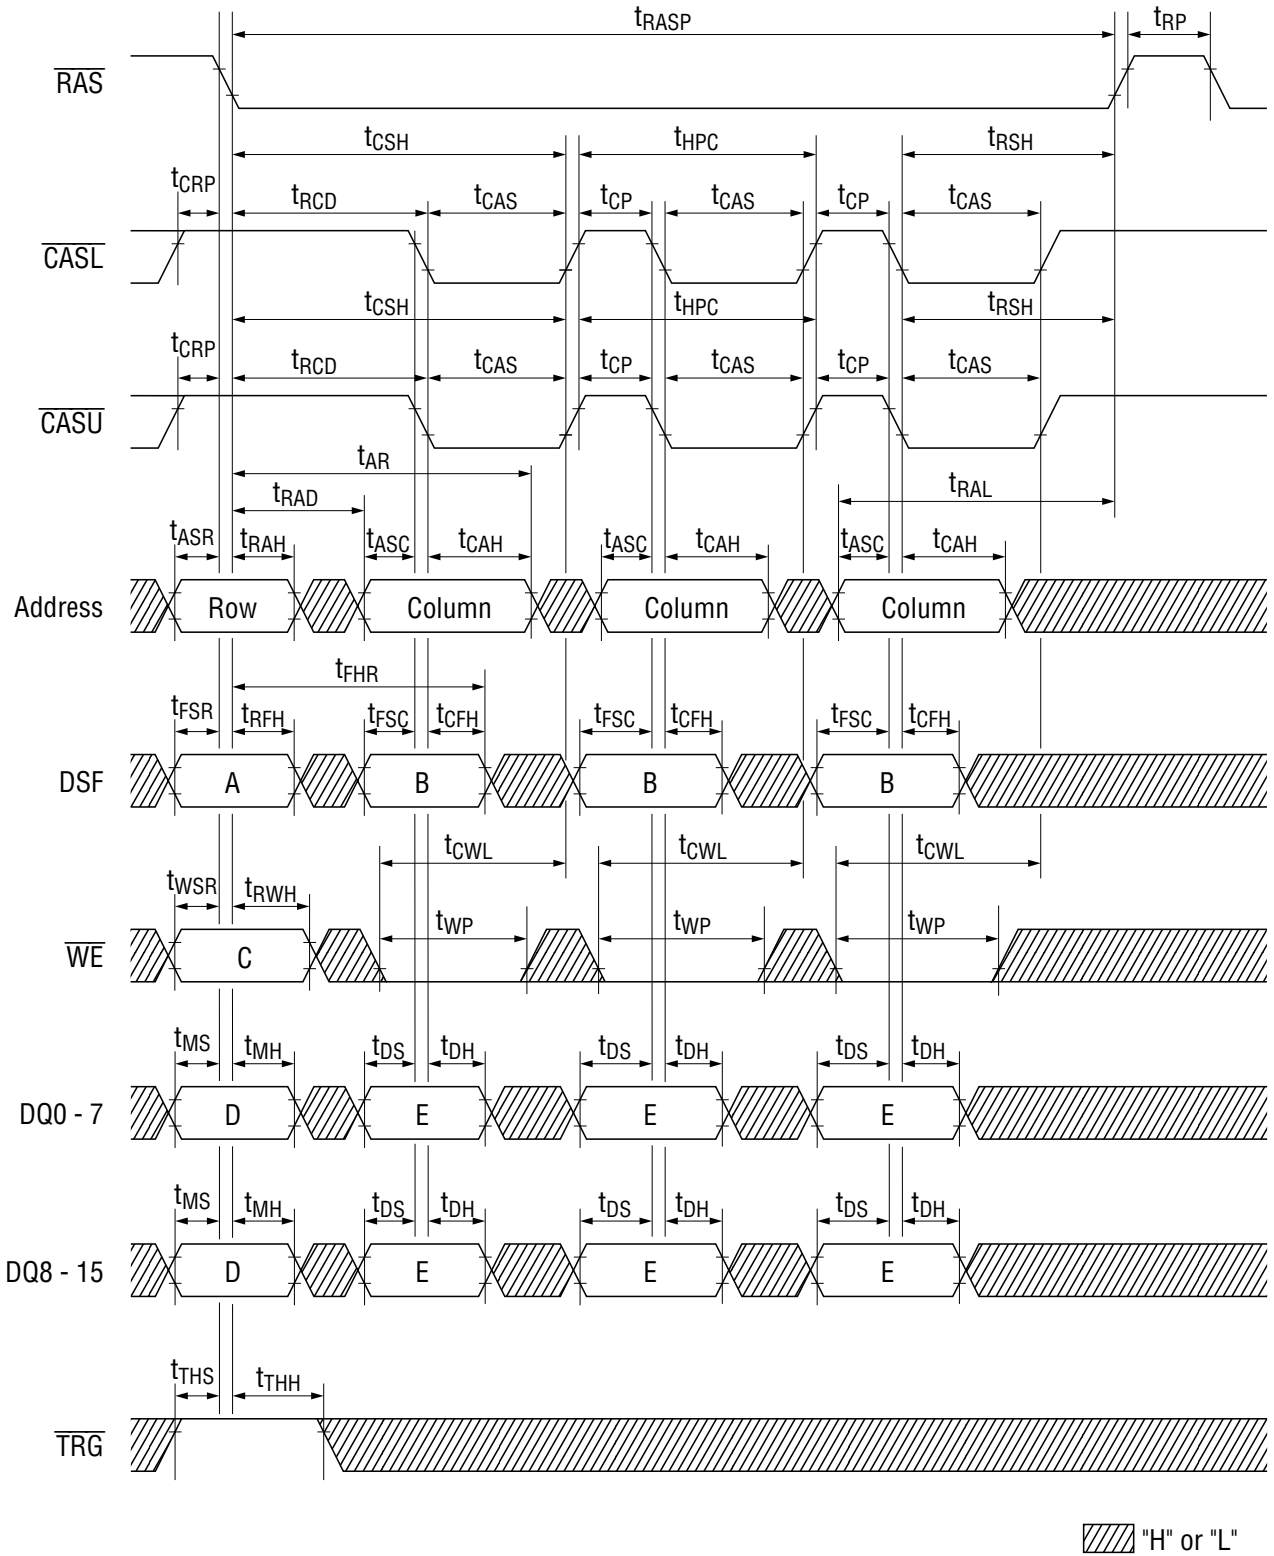 tRASP tRP
RAS
tCSH tHPC tRSH
tCRP tRCD tCAS tCP tCAS tCP tCAS
CASL
tCSH tHPC tRSH
tCRP tRCD tCAS tCP tCAS tCP tCAS
CASU
tAR
tRAD tRAL
tASR tRAH tASC tCAH tASC tCAH tASC tCAH
Address Row Column Column Column
tFHR
tFSR tRFH tFSC tCFH tFSC tCFH tFSC tCFH
DSF A B B B
tCWL tCWL tCWL
tWSR tRWH
tWP tWP tWP
WE C
tMS tMH tDS tDH tDS tDH tDS tDH
DQ0 - 7 D E E E
tMS tMH tDS tDH tDS tDH tDS tDH
DQ8 - 15 D E E E
tTHS tTHH
TRG
"H" or "L"